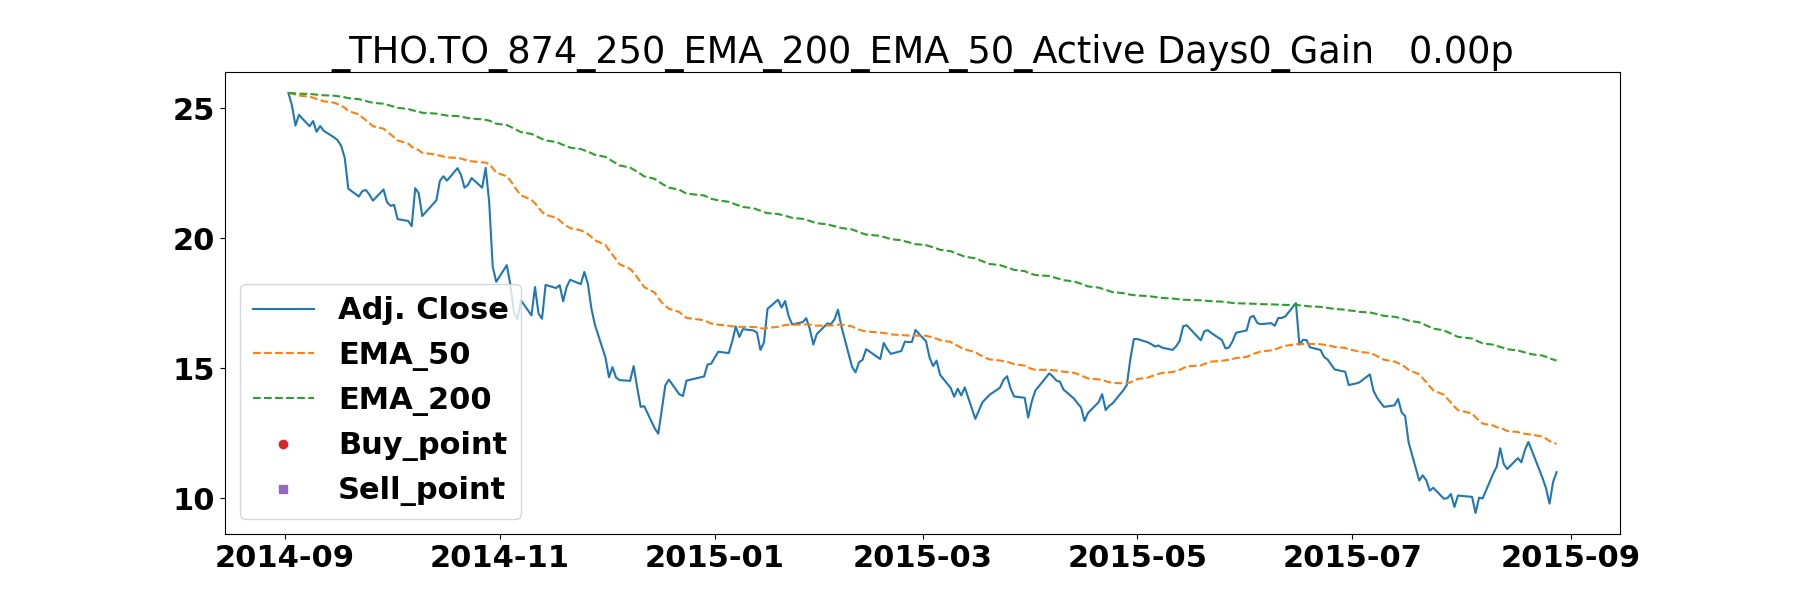 _THO.TO_874_250_EMA_200_EMA_50_Active Days0_Gain   0.00p
25
20
15
10
Adj. Close
EMA_50
EMA_200
Buy_point
Sell_point
2014-09 2014-11 2015-01 2015-03 2015-05 2015-07 2015-09